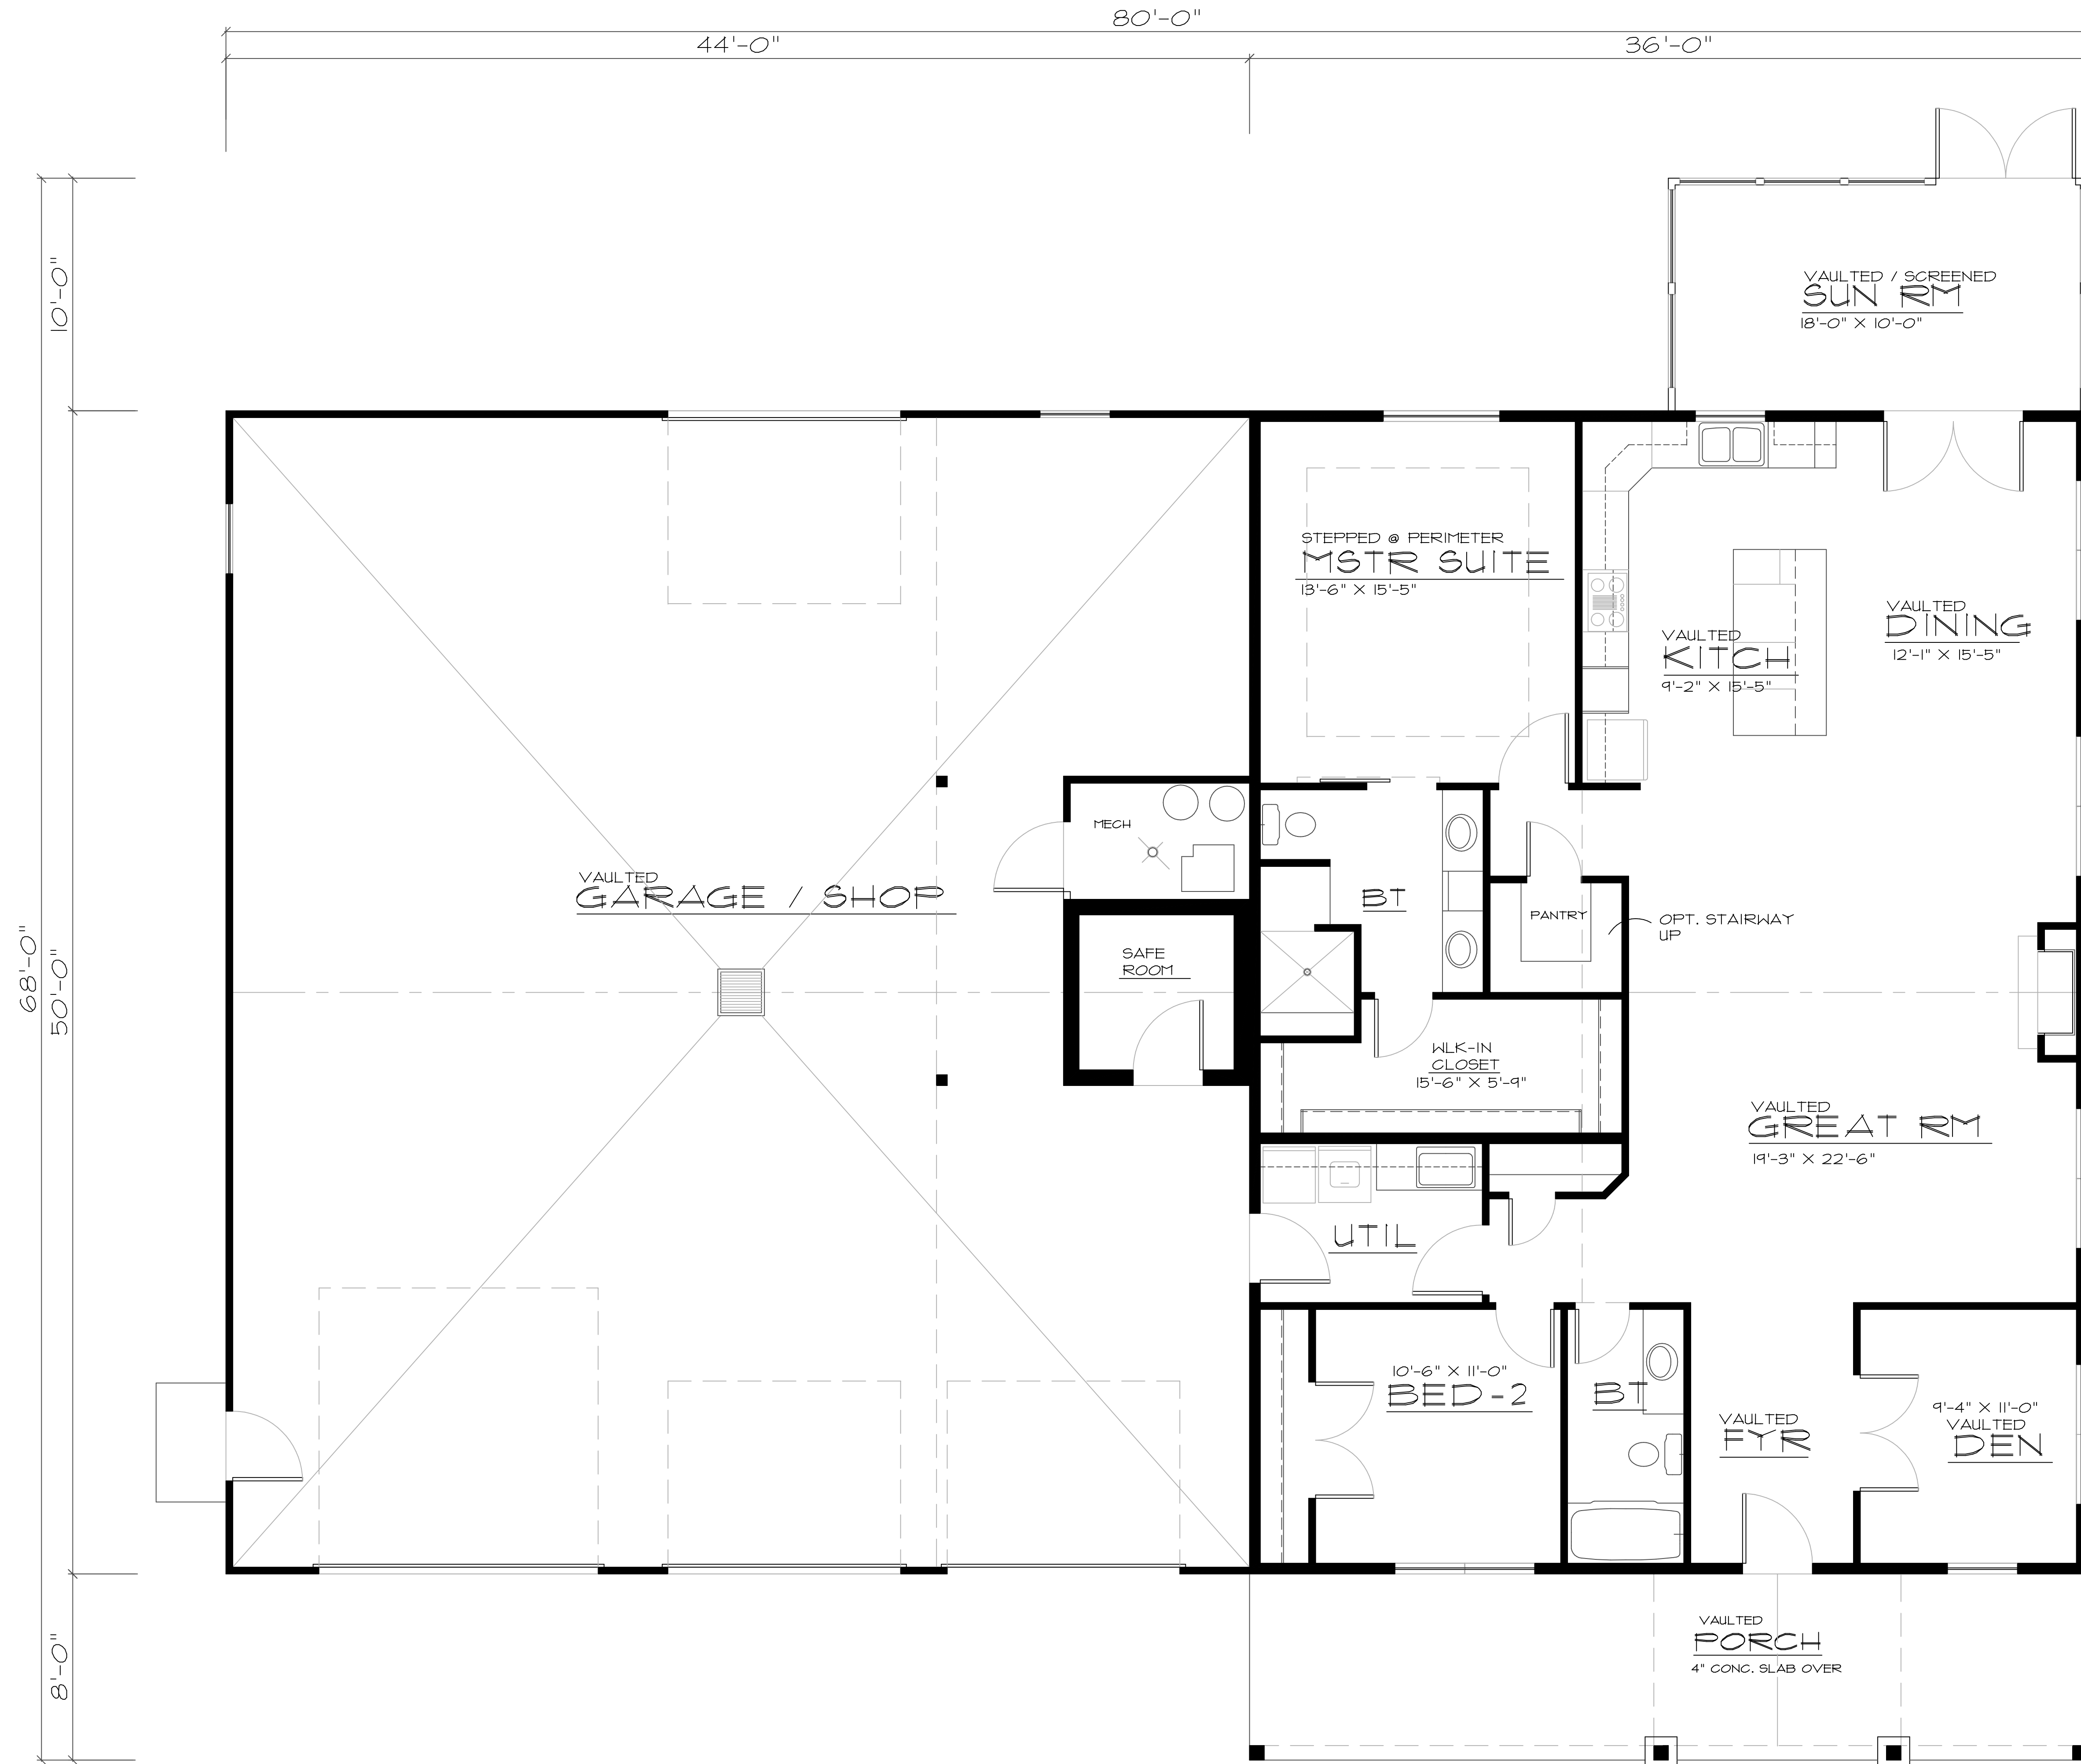 80'-0"
44'-0"
36'-0"
10'-0"
68'-0"
50'-0"
8'-0"
VAULTED / SCREENED
SUN RM
18'-0" X 10'-0"
STEPPED @ PERIMETER
MSTR SUITE
13'-6" X 15'-5"
VAULTED
KITCH
9'-2" X 15'-5"
VAULTED
DINING
12'-1" X 15'-5"
MECH
VAULTED
GARAGE / SHOP
BT
PANTRY
OPT. STAIRWAY
UP
SAFE
ROOM
WLK-IN
CLOSET
15'-6" X 5'-9"
VAULTED
GREAT RM
19'-3" X 22'-6"
UTIL
10'-6" X 11'-0"
BED-2
BT
VAULTED
FYR
9'-4" X 11'-0"
VAULTED
DEN
VAULTED
PORCH
4" CONC. SLAB OVER